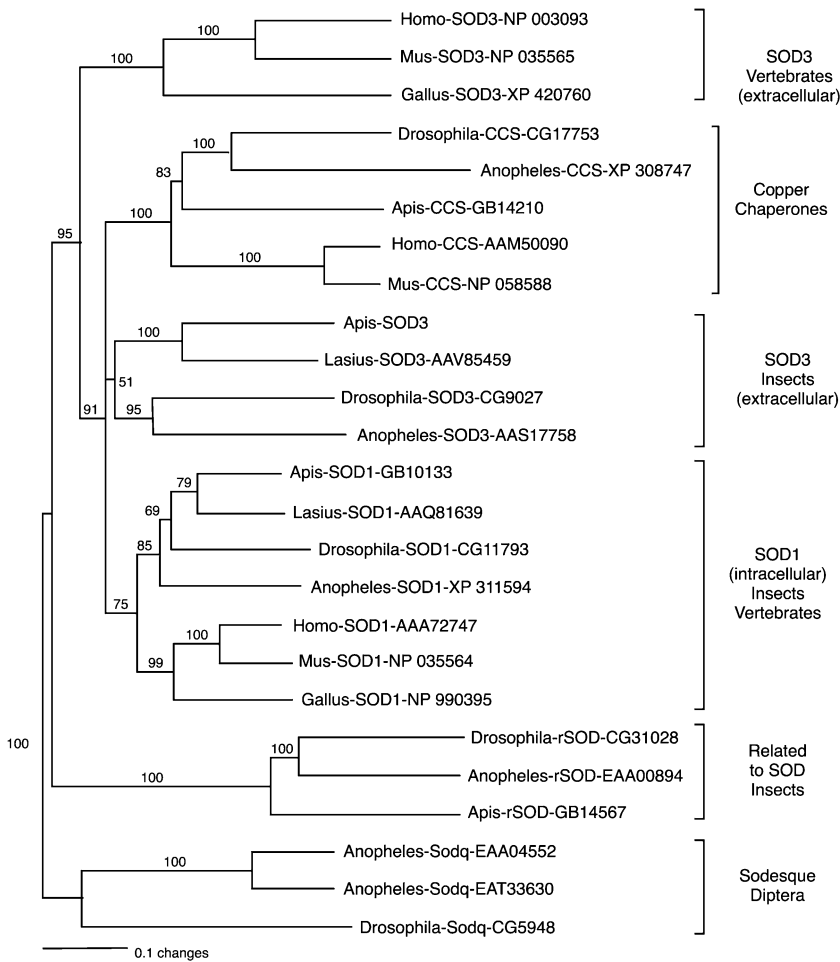 Homo-SOD3-NP 003093
100
Mus-SOD3-NP 035565
100
SOD3
Vertebrates
(extracellular)
Gallus-SOD3-XP 420760
Drosophila-CCS-CG17753
100
Anopheles-CCS-XP 308747
83
Copper
Chaperones
Apis-CCS-GB14210
100
Homo-CCS-AAM50090
95
100
Mus-CCS-NP 058588
Apis-SOD3
100
Lasius-SOD3-AAV85459
SOD3
Insects
(extracellular)
51
Drosophila-SOD3-CG9027
91
95
Anopheles-SOD3-AAS17758
Apis-SOD1-GB10133
79
Lasius-SOD1-AAQ81639
69
Drosophila-SOD1-CG11793
85
SOD1
(intracellular)
Insects
Vertebrates
Anopheles-SOD1-XP 311594
75
Homo-SOD1-AAA72747
100
Mus-SOD1-NP 035564
99
Gallus-SOD1-NP 990395
100
Drosophila-rSOD-CG31028
100
Anopheles-rSOD-EAA00894
100
Related
to SOD
Insects
Apis-rSOD-GB14567
Anopheles-Sodq-EAA04552
100
Anopheles-Sodq-EAT33630
Sodesque
Diptera
Drosophila-Sodq-CG5948
0.1 changes